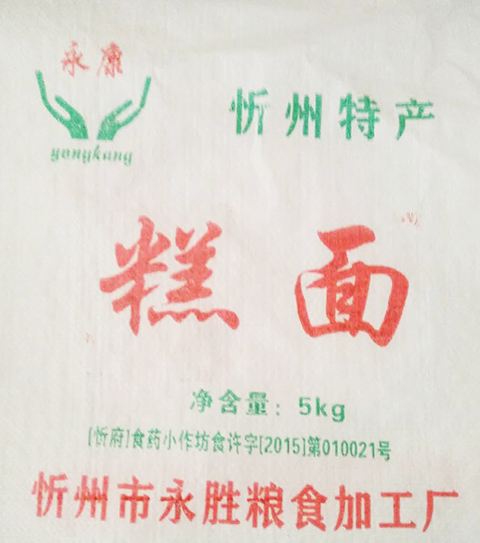 永康
yongkang
忻州特产
糕面
净含量：5kg
[忻府]食药小作坊食许字[2015]第010021号
忻州市永胜粮食加工厂